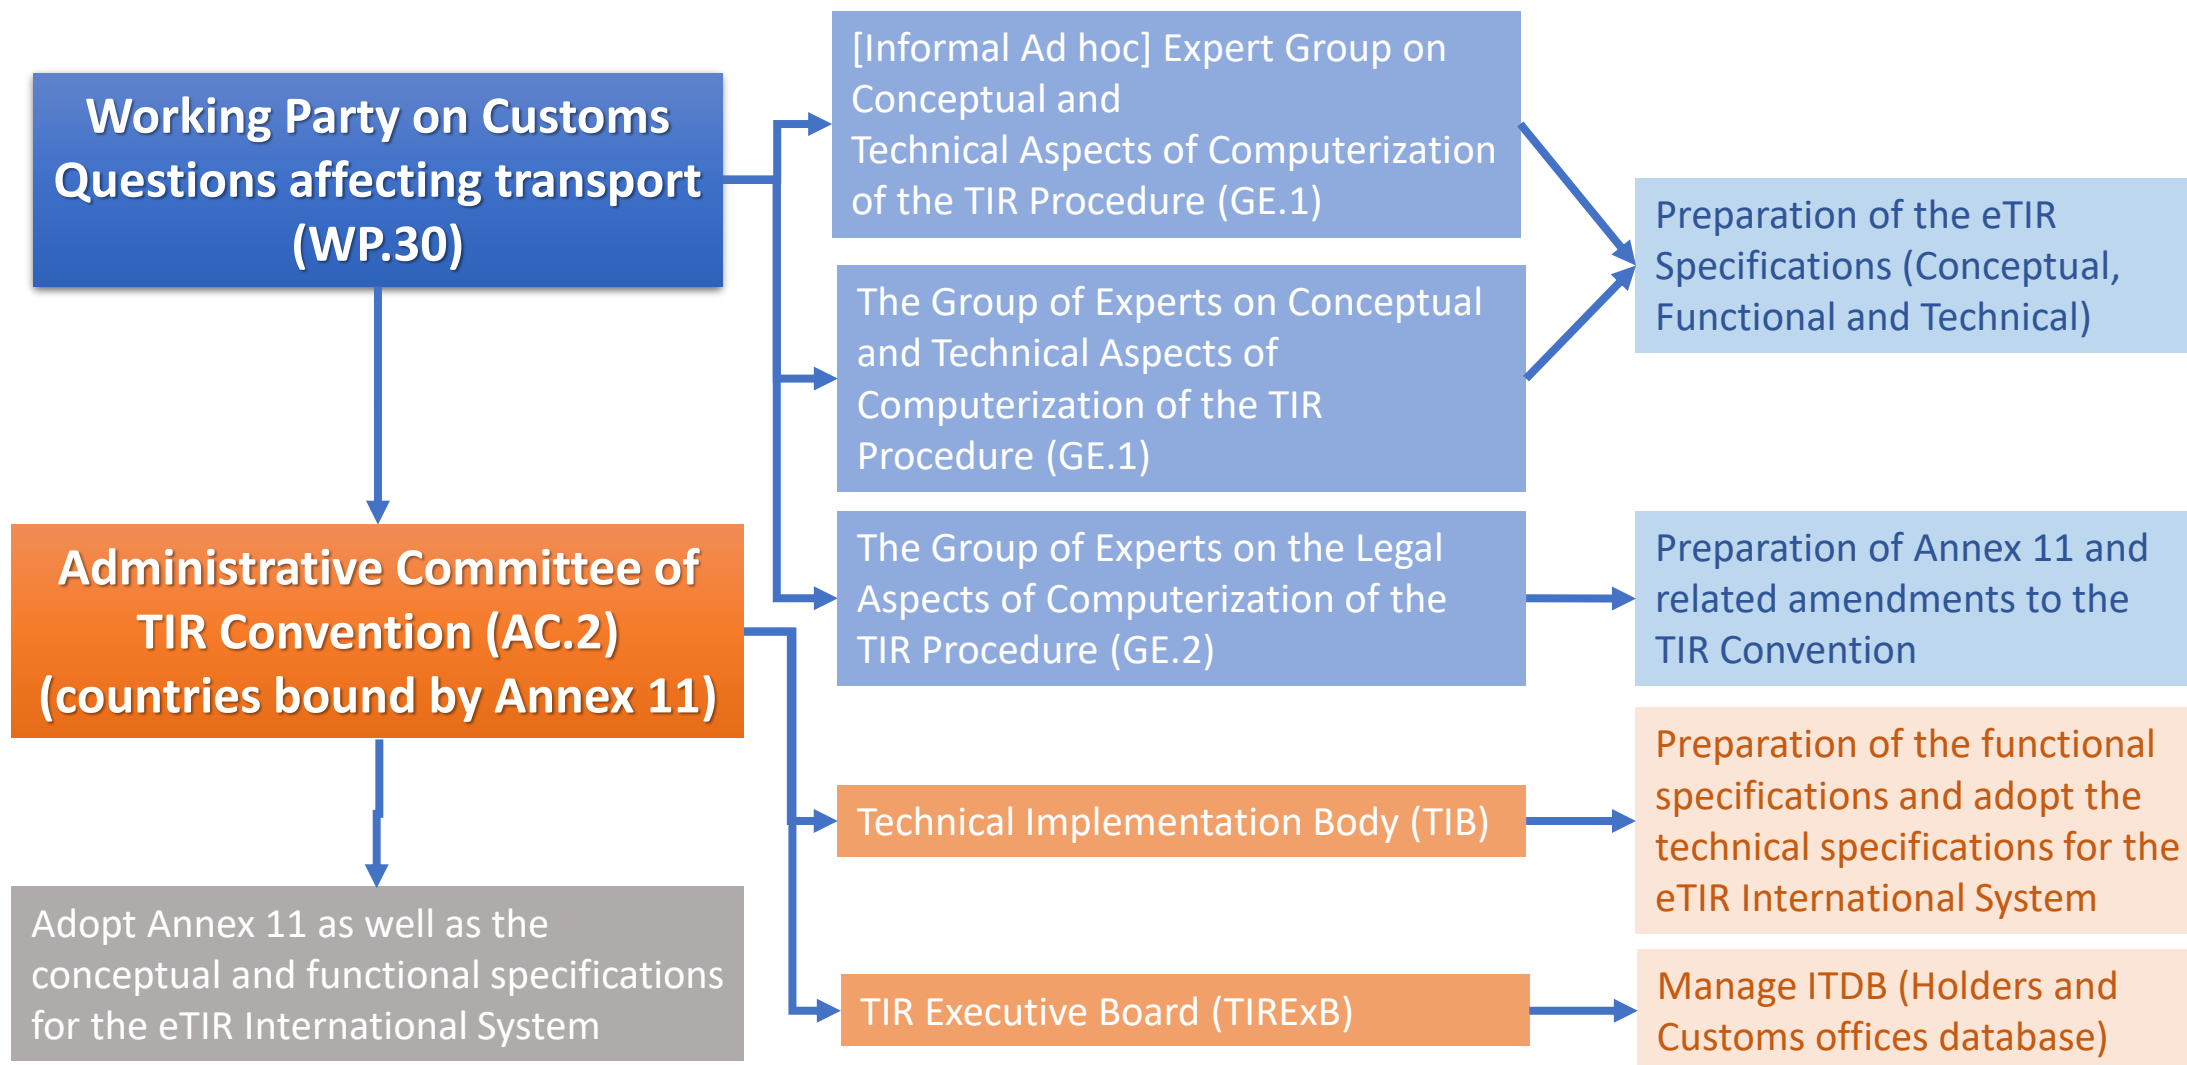 Working Party on Customs
Questions affecting transport
(WP.30)
[Informal Ad hoc] Expert Group on
Conceptual and
Technical Aspects of Computerization
of the TIR Procedure (GE.1)
The Group of Experts on Conceptual
and Technical Aspects of
Computerization of the TIR
Procedure (GE.1)
Preparation of the eTIR
Specifications (Conceptual,
Functional and Technical)
The Group of Experts on the Legal
Aspects of Computerization of the
TIR Procedure (GE.2)
Preparation of Annex 11 and
related amendments to the
TIR Convention
Administrative Committee of
TIR Convention (AC.2)
(countries bound by Annex 11)
Technical Implementation Body (TIB)
Preparation of the functional
specifications and adopt the
technical specifications for the
eTIR International System
Adopt Annex 11 as well as the
conceptual and functional specifications
for the eTIR International System
TIR Executive Board (TIRExB)
Manage ITDB (Holders and
Customs offices database)